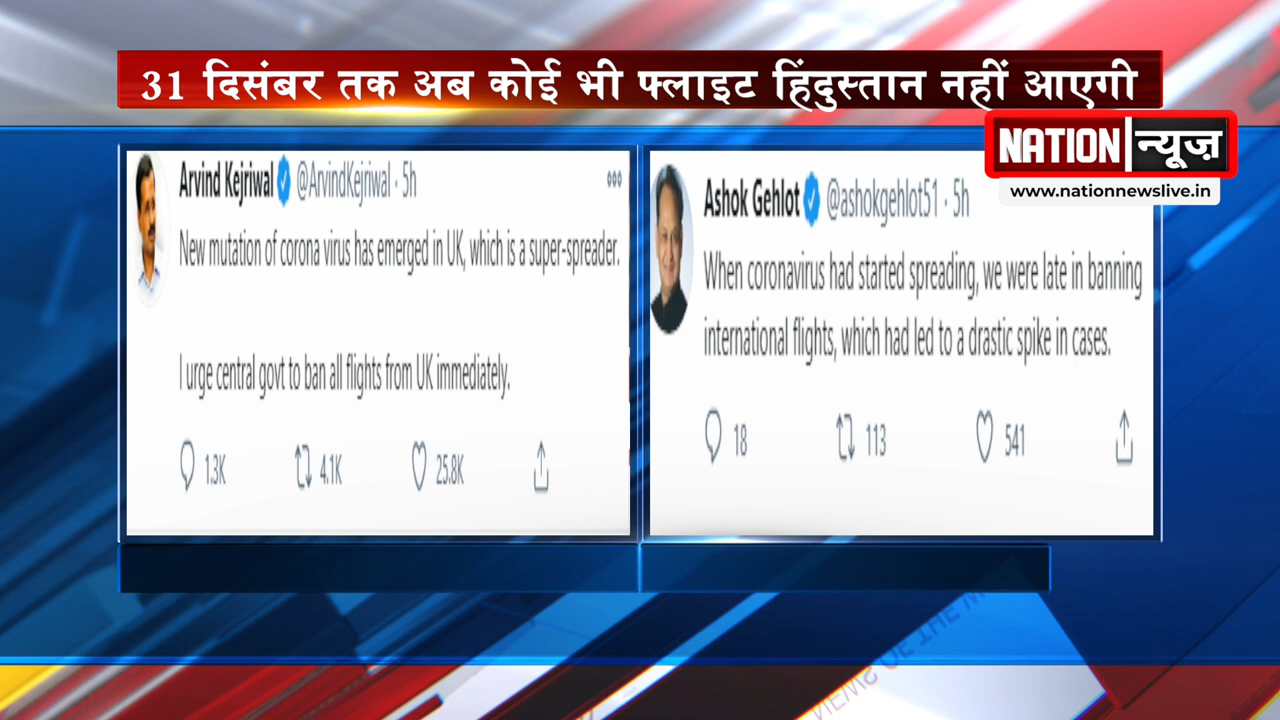 31 दिसंबर तक अब कोई भी फ्लाइट हिंदुस्तान नहीं आएगी
NATION न्यूज़
www.nationnewslive.in
Arvind Kejriwal @ArvindKejriwal · 5h
New mutation of corona virus has emerged in UK, which is a super-spreader.
I urge central govt to ban all flights from UK immediately.
1.3K 4.1K 25.8K
Ashok Gehlot @ashokgehlot51 · 5h
When coronavirus had started spreading, we were late in banning
international flights, which had led to a drastic spike in cases.
18 113 541